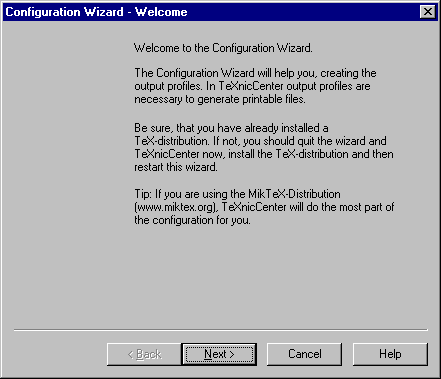 Configuration Wizard - Welcome
Welcome to the Configuration Wizard.
The Configuration Wizard will help you, creating the
output profiles. In TeXnicCenter output profiles are
necessary to generate printable files.
Be sure, that you have already installed a
TeX-distribution. If not, you should quit the wizard and
TeXnicCenter now, install the TeX-distribution and then
restart this wizard.
Tip: If you are using the MikTeX-Distribution
(www.miktex.org), TeXnicCenter will do the most part of
the configuration for you.
< Back Next > Cancel Help